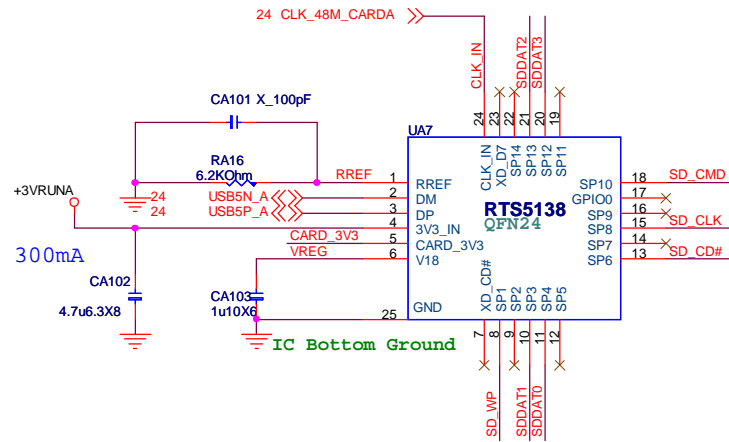 24 CLK_48M_CARDA
CLK_IN
SDDAT2
SDDAT3
CA101 X_100pF
24
23
22
21
20
19
UA7
CLK_IN
XD_D7
SP14
SP13
SP12
SP11
RA16
6.2KOhm
RREF
1
RREF
SP10
18
SD_CMD
+3VRUNA
24
USB5N_A
2
DM
GPIO0
17
24
USB5P_A
3
DP
RTS5138
SP9
16
4
3V3_IN
QFN24
SP8
15
SD_CLK
300mA
CARD_3V3
5
CARD_3V3
SP7
14
VREG
6
V18
SP6
13
SD_CD#
CA102
4.7u6.3X8
CA103
1u10X6
25
GND
XD_CD#
SP1
SP2
SP3
SP4
SP5
IC Bottom Ground
7
8
9
10
11
12
SD_WP
SDDAT1
SDDAT0